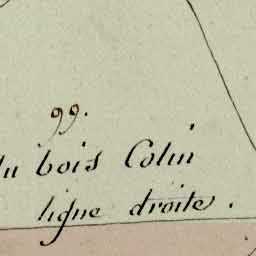 99.
du bois Colin
ligne droite.